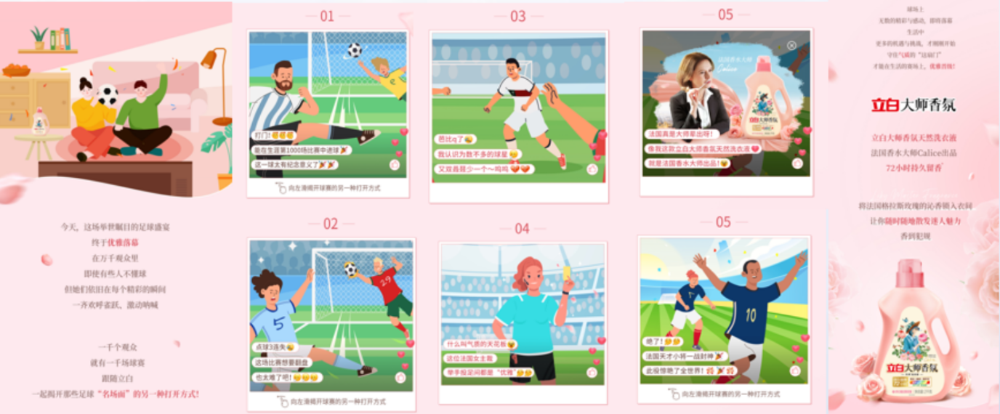 今天,这场举世瞩目的足球盛宴
终于优雅落幕
在万千观众里
即使有些人不懂球
但她们依旧在每个精彩的瞬间
一齐欢呼雀跃、激动呐喊
一千个观众
就有一千场球赛
跟随立白
一起揭开那些足球“名场面”的另一种打开方式!
01
打门!
能在生涯第1000场比赛中进球
这一球太有纪念意义了
向左滑揭开球赛的另一种打开方式
02
5
29
点球3连失
这场比赛想要翻盘
也太难了吧!
向左滑揭开球赛的另一种打开方式
03
芭比q了
我认识为数不多的球星
又双叒叕少一个~呜呜
04
什么叫气质的天花板
这位法国女主裁
举手投足间都是“优雅”
05
法国香水大师
Calice
立白大师香氛
法国真是大师辈出呀!
像我这款立白大师香氛天然洗衣液
就是法国香水大师出品!
05
10
绝了!
法国天才小将一战封神
此役惊艳了全世界!
向左滑揭开球赛的另一种打开方式
球场上
无数的精彩与感动,即将落幕
生活中
更多的机遇与挑战,才刚刚开始
守住气质的“法扇门”
才能在生活的赛场上,优雅晋级!
立白大师香氛
立白大师香氛天然洗衣液
法国香水大师Calice出品
72小时持久留香
将法国格拉斯玫瑰的沁香锁入衣间
让你随时随地散发迷人魅力
香到犯规
立白大师香氛